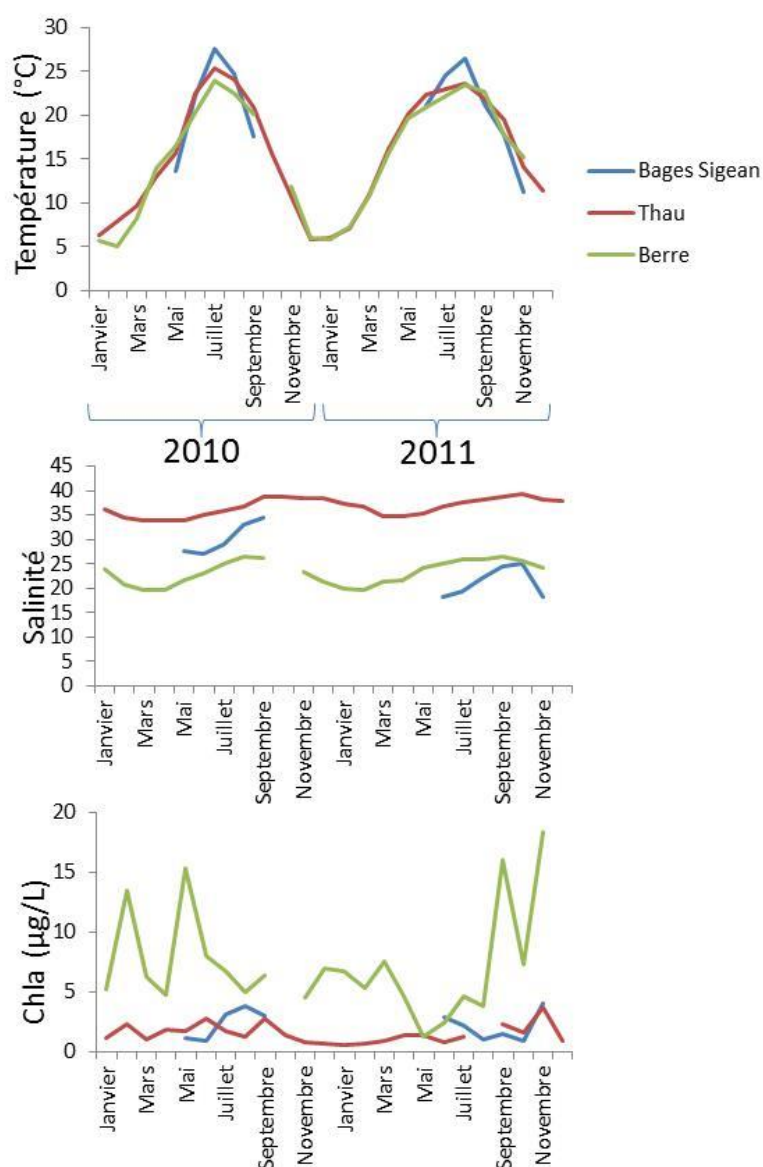 Température (°C)
30
25
20
15
10
5
0
Janvier
Mars
Mai
Juillet
Septembre
Novembre
Janvier
Mars
Mai
Juillet
Septembre
Novembre
Bages Sigean
Thau
Berre
2010
2011
Salinité
45
40
35
30
25
20
15
10
5
0
Janvier
Mars
Mai
Juillet
Septembre
Novembre
Janvier
Mars
Mai
Juillet
Septembre
Novembre
Chla (µg/L)
20
15
10
5
0
Janvier
Mars
Mai
Juillet
Septembre
Novembre
Janvier
Mars
Mai
Juillet
Septembre
Novembre